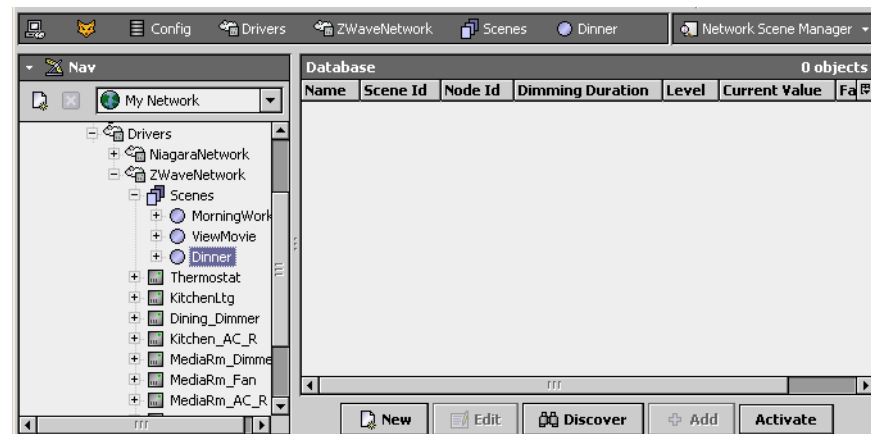 Config Drivers ZWaveNetwork Scenes Dinner Network Scene Manager
Nav
My Network
Drivers
NiagaraNetwork
ZWaveNetwork
Scenes
MorningWork
ViewMovie
Dinner
Thermostat
KitchenLtg
Dining_Dimmer
Kitchen_AC_R
MediaRm_Dimme
MediaRm_Fan
MediaRm_AC_R
Database 0 objects
Name Scene Id Node Id Dimming Duration Level Current Value Fa
New Edit Discover Add Activate